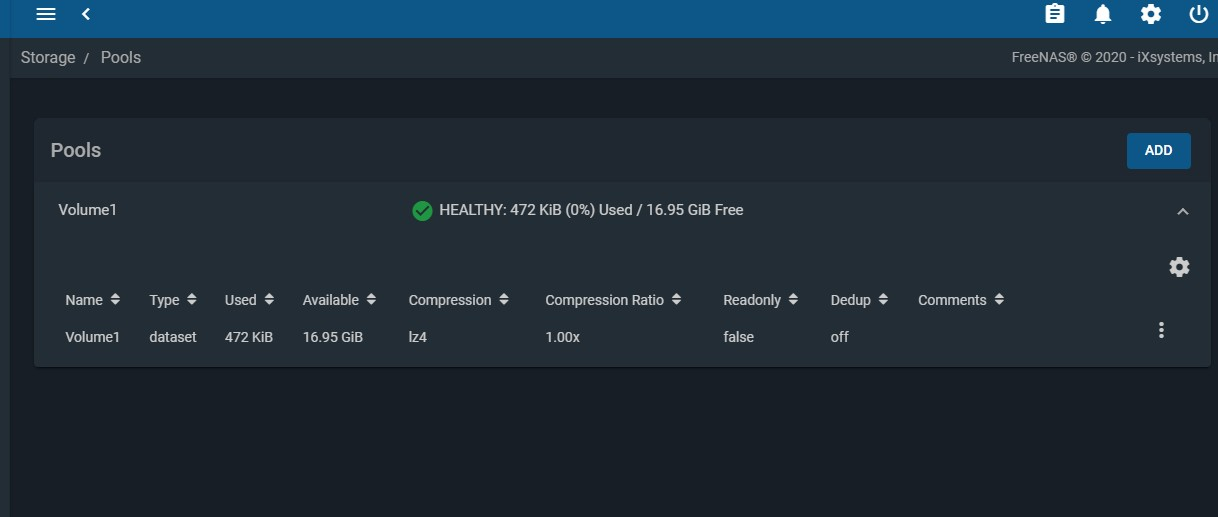 Storage / Pools FreeNAS® © 2020 - iXsystems, In
Pools ADD
Volume1 HEALTHY: 472 KiB (0%) Used / 16.95 GiB Free
Name Type Used Available Compression Compression Ratio Readonly Dedup Comments
Volume1 dataset 472 KiB 16.95 GiB lz4 1.00x false off